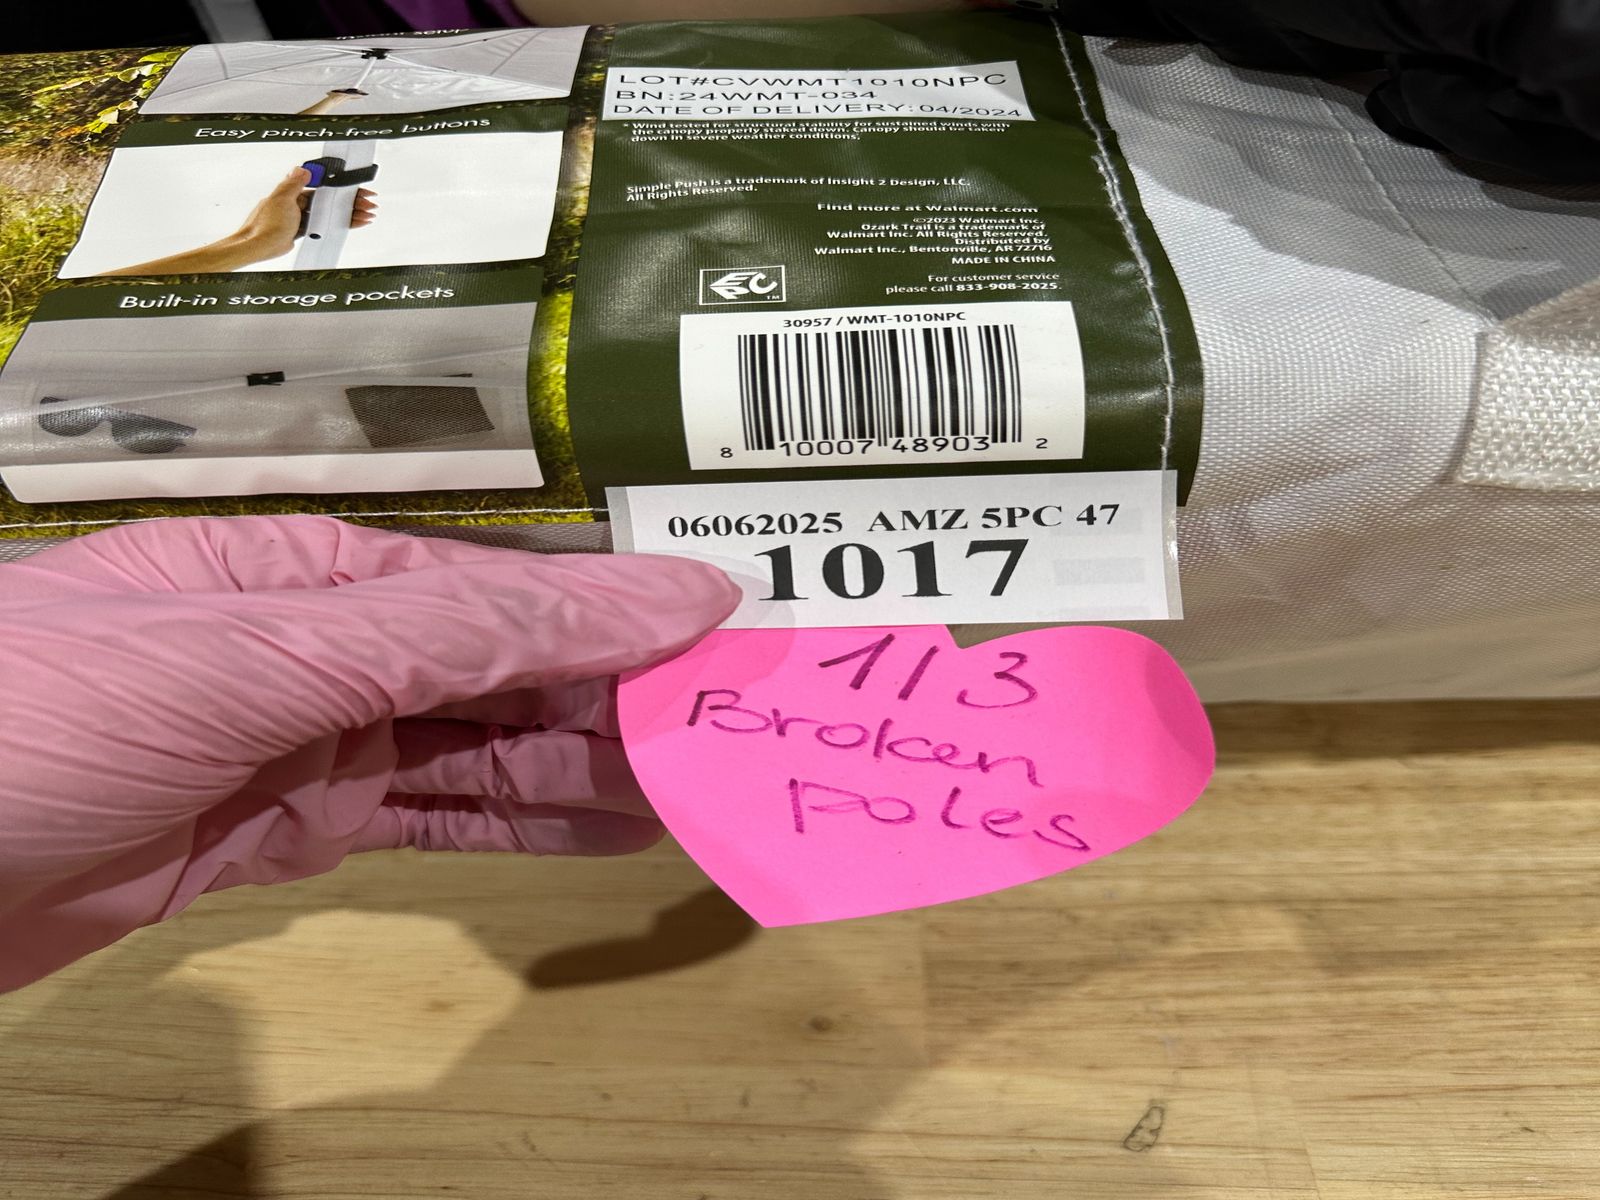 Easy pinch-free buttons
Built-in storage pockets
LOT#CVWMT1010NPC
BN:24WMT-034
DATE OF DELIVERY: 04/2024
* Wind tested for structural stability for sustained winds with
the canopy properly staked down. Canopy should be taken
down in severe weather conditions.
Simple Push is a trademark of Insight 2 Design, LLC.
All Rights Reserved.
Find more at Walmart.com
©2023 Walmart Inc.
Ozark Trail is a trademark of
Walmart Inc. All Rights Reserved.
Distributed by
Walmart Inc., Bentonville, AR 72716
MADE IN CHINA
For customer service
please call 833-908-2025.
TM
30957 / WMT-1010NPC
8 10007 48903 2
06062025 AMZ 5PC 47
1017
1/3
Broken
poles